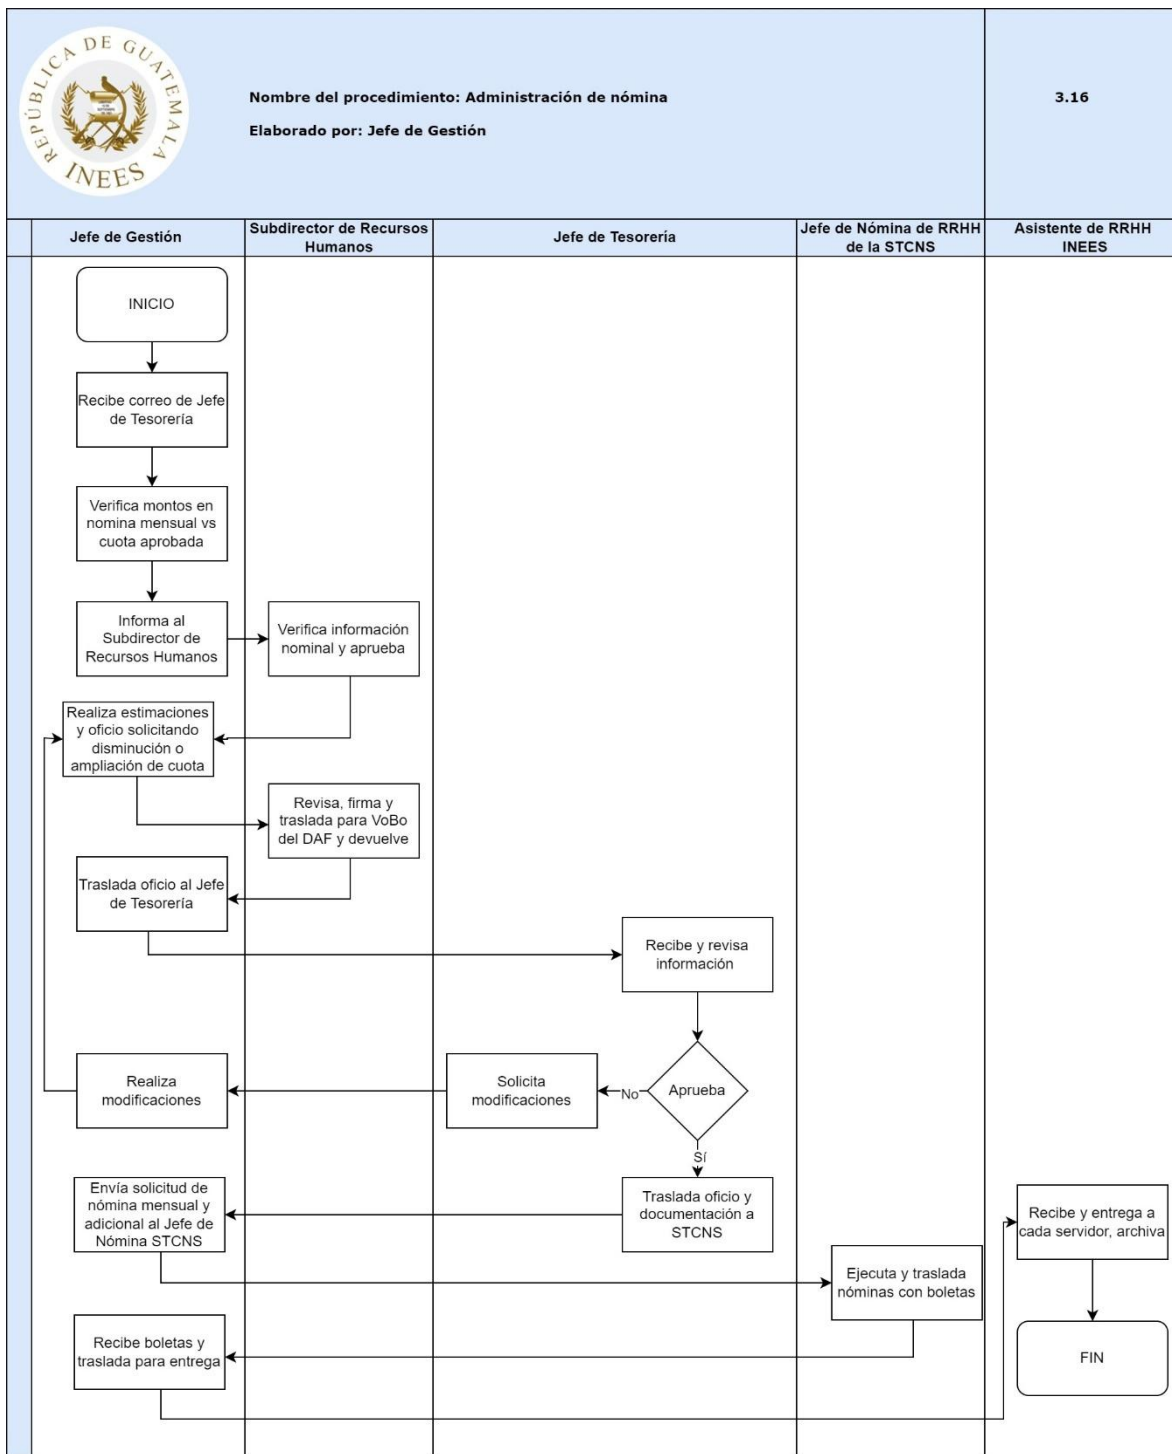 REPÚBLICA DE GUATEMALA
INEES
Nombre del procedimiento: Administración de nómina
Elaborado por: Jefe de Gestión
3.16
Jefe de Gestión
Subdirector de Recursos
Humanos
Jefe de Tesorería
Jefe de Nómina de RRHH
de la STCNS
Asistente de RRHH
INEES
INICIO
Recibe correo de Jefe
de Tesorería
Verifica montos en
nomina mensual vs
cuota aprobada
Informa al
Subdirector de
Recursos Humanos
Verifica información
nominal y aprueba
Realiza estimaciones
y oficio solicitando
disminución o
ampliación de cuota
Revisa, firma y
traslada para VoBo
del DAF y devuelve
Traslada oficio al Jefe
de Tesorería
Recibe y revisa
información
Aprueba
No
Solicita
modificaciones
Realiza
modificaciones
Sí
Traslada oficio y
documentación a
STCNS
Envía solicitud de
nómina mensual y
adicional al Jefe de
Nómina STCNS
Ejecuta y traslada
nóminas con boletas
Recibe boletas y
traslada para entrega
Recibe y entrega a
cada servidor, archiva
FIN